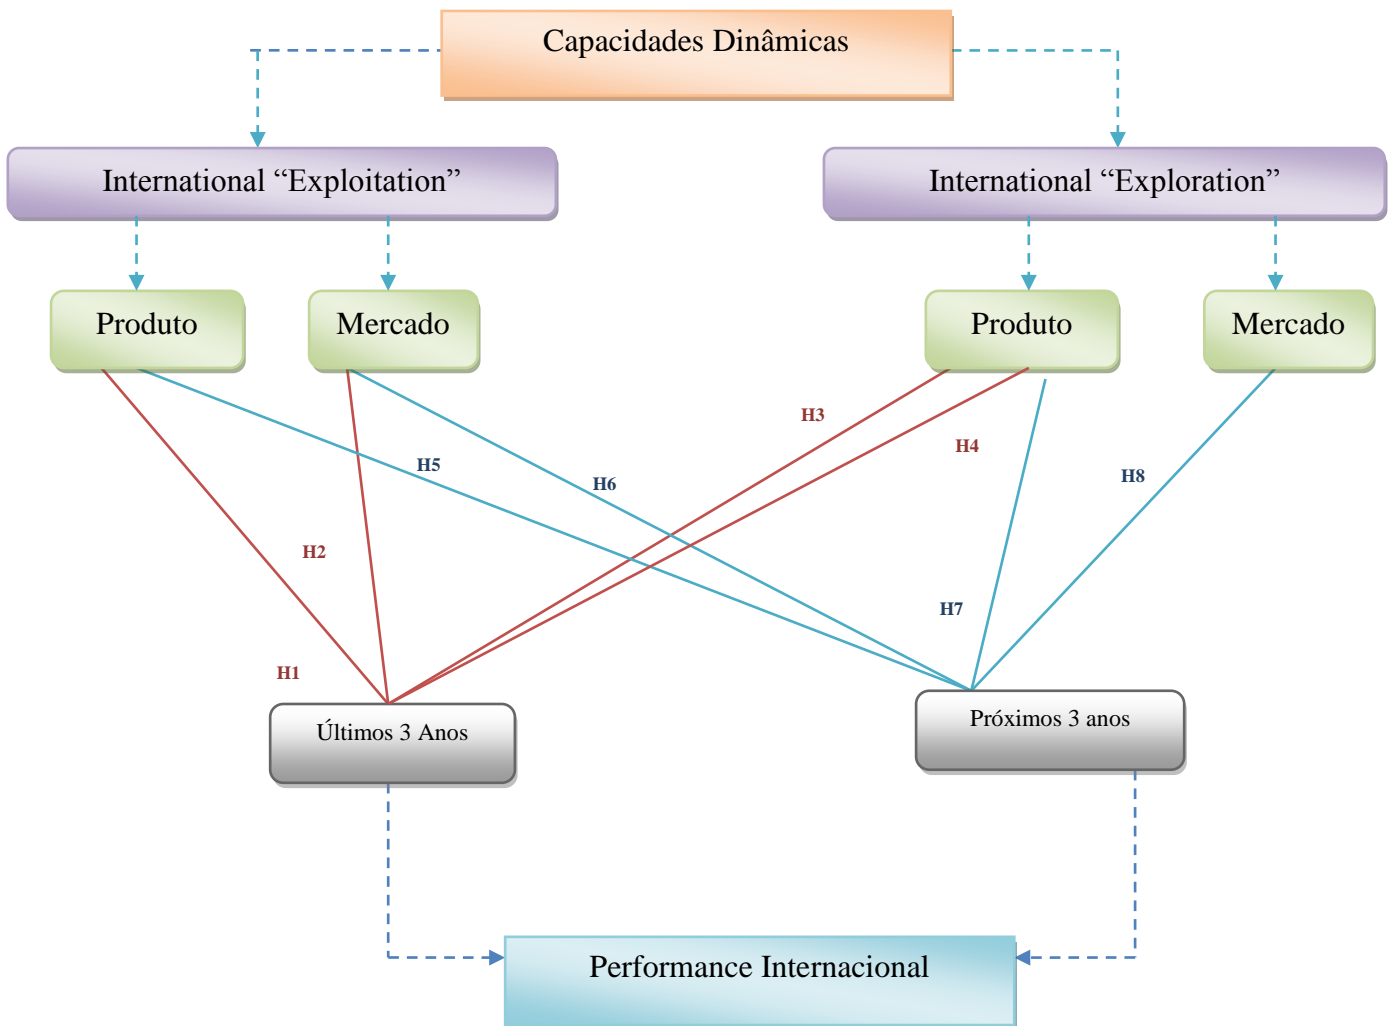 Capacidades Dinâmicas
International “Exploitation”
International “Exploration”
Produto
Mercado
Produto
Mercado
H3
H4
H5
H6
H8
H2
H7
H1
Últimos 3 Anos
Próximos 3 anos
Performance Internacional